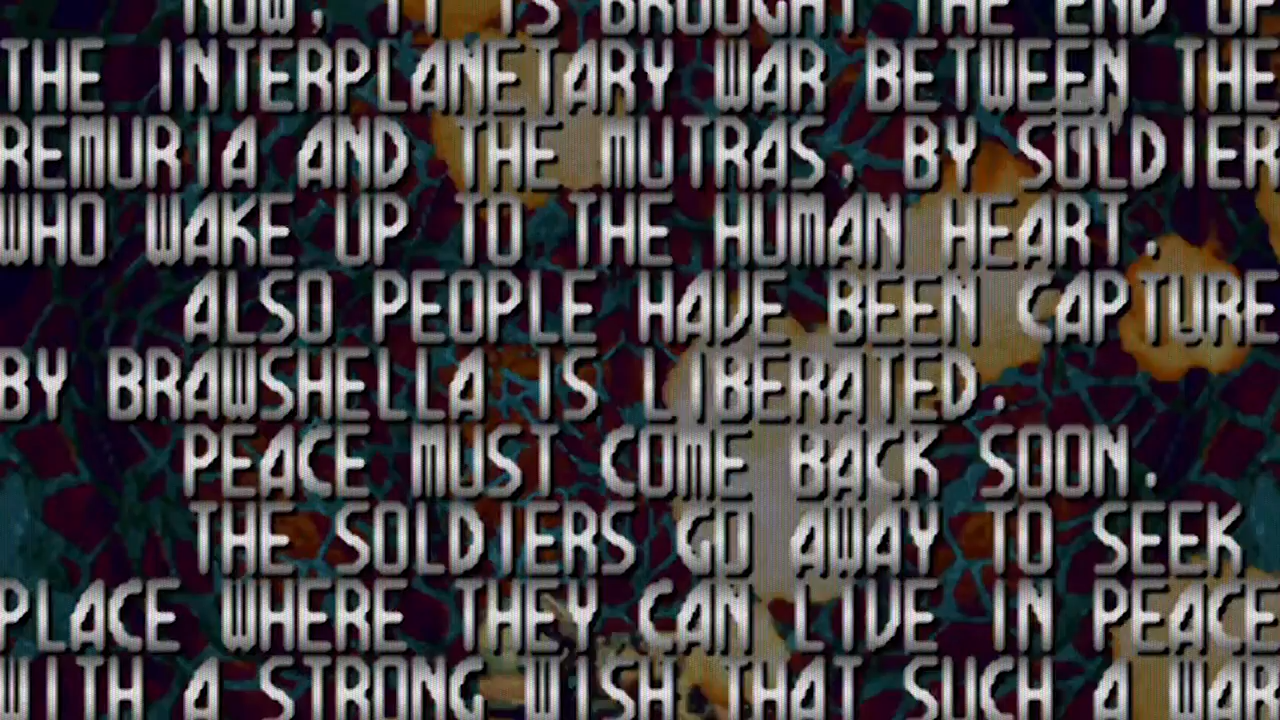 NOW, IT IS BROUGHT THE END OF
THE INTERPLANETARY WAR BETWEEN THE
REMURIA AND THE MUTRAS, BY SOLDIER
WHO WAKE UP TO THE HUMAN HEART.
ALSO PEOPLE HAVE BEEN CAPTURE
BY BRAWSHELLA IS LIBERATED.
PEACE MUST COME BACK SOON.
THE SOLDIERS GO AWAY TO SEEK
PLACE WHERE THEY CAN LIVE IN PEACE
WITH A STRONG WISH THAT SUCH A WAR